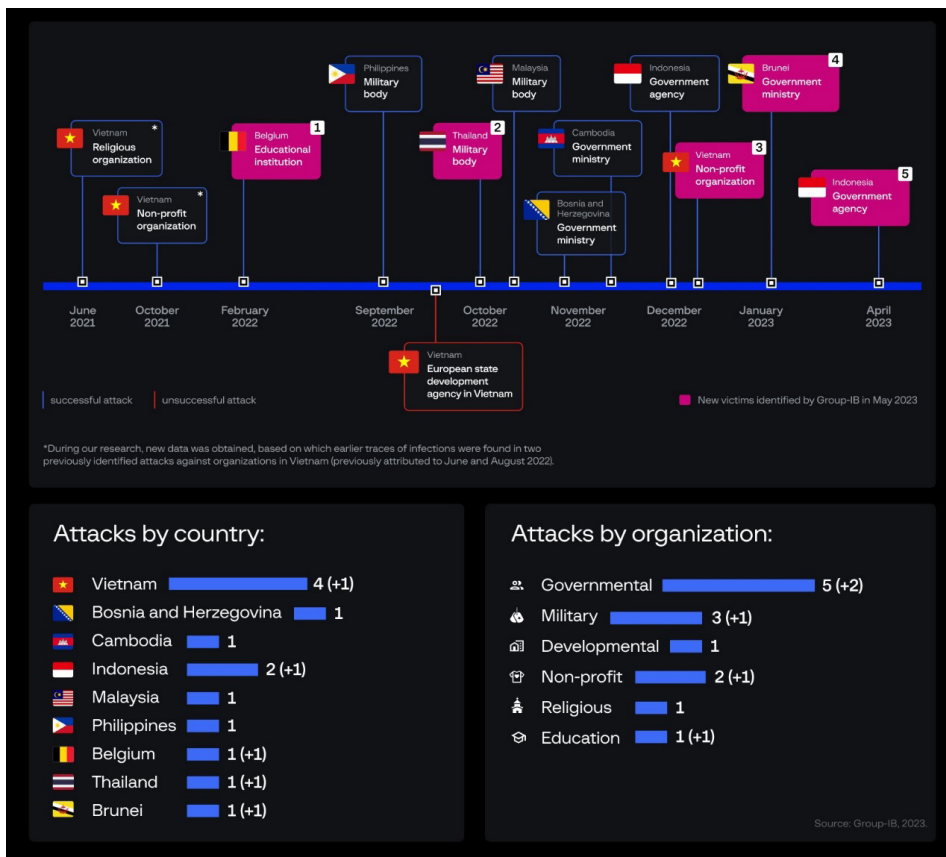 Philippines
Military
body
Malaysia
Military
body
Indonesia
Government
agency
Brunei
Government
ministry
4
Vietnam
Religious
organization
*
Belgium
Educational
institution
1
Thailand
Military
body
2
Cambodia
Government
ministry
Vietnam
Non-profit
organization
3
Vietnam
Non-profit
organization
*
Bosnia and
Herzegovina
Government
ministry
Indonesia
Government
agency
5
June
2021
October
2021
February
2022
September
2022
October
2022
November
2022
December
2022
January
2023
April
2023
Vietnam
European state
development
agency in Vietnam
successful attack
unsuccessful attack
New victims identified by Group-IB in May 2023
*During our research, new data was obtained, based on which earlier traces of infections were found in two
previously identified attacks against organizations in Vietnam (previously attributed to June and August 2022).
Attacks by country:
Vietnam 4 (+1)
Bosnia and Herzegovina 1
Cambodia 1
Indonesia 2 (+1)
Malaysia 1
Philippines 1
Belgium 1 (+1)
Thailand 1 (+1)
Brunei 1 (+1)
Attacks by organization:
Governmental 5 (+2)
Military 3 (+1)
Developmental 1
Non-profit 2 (+1)
Religious 1
Education 1 (+1)
Source: Group-IB, 2023.